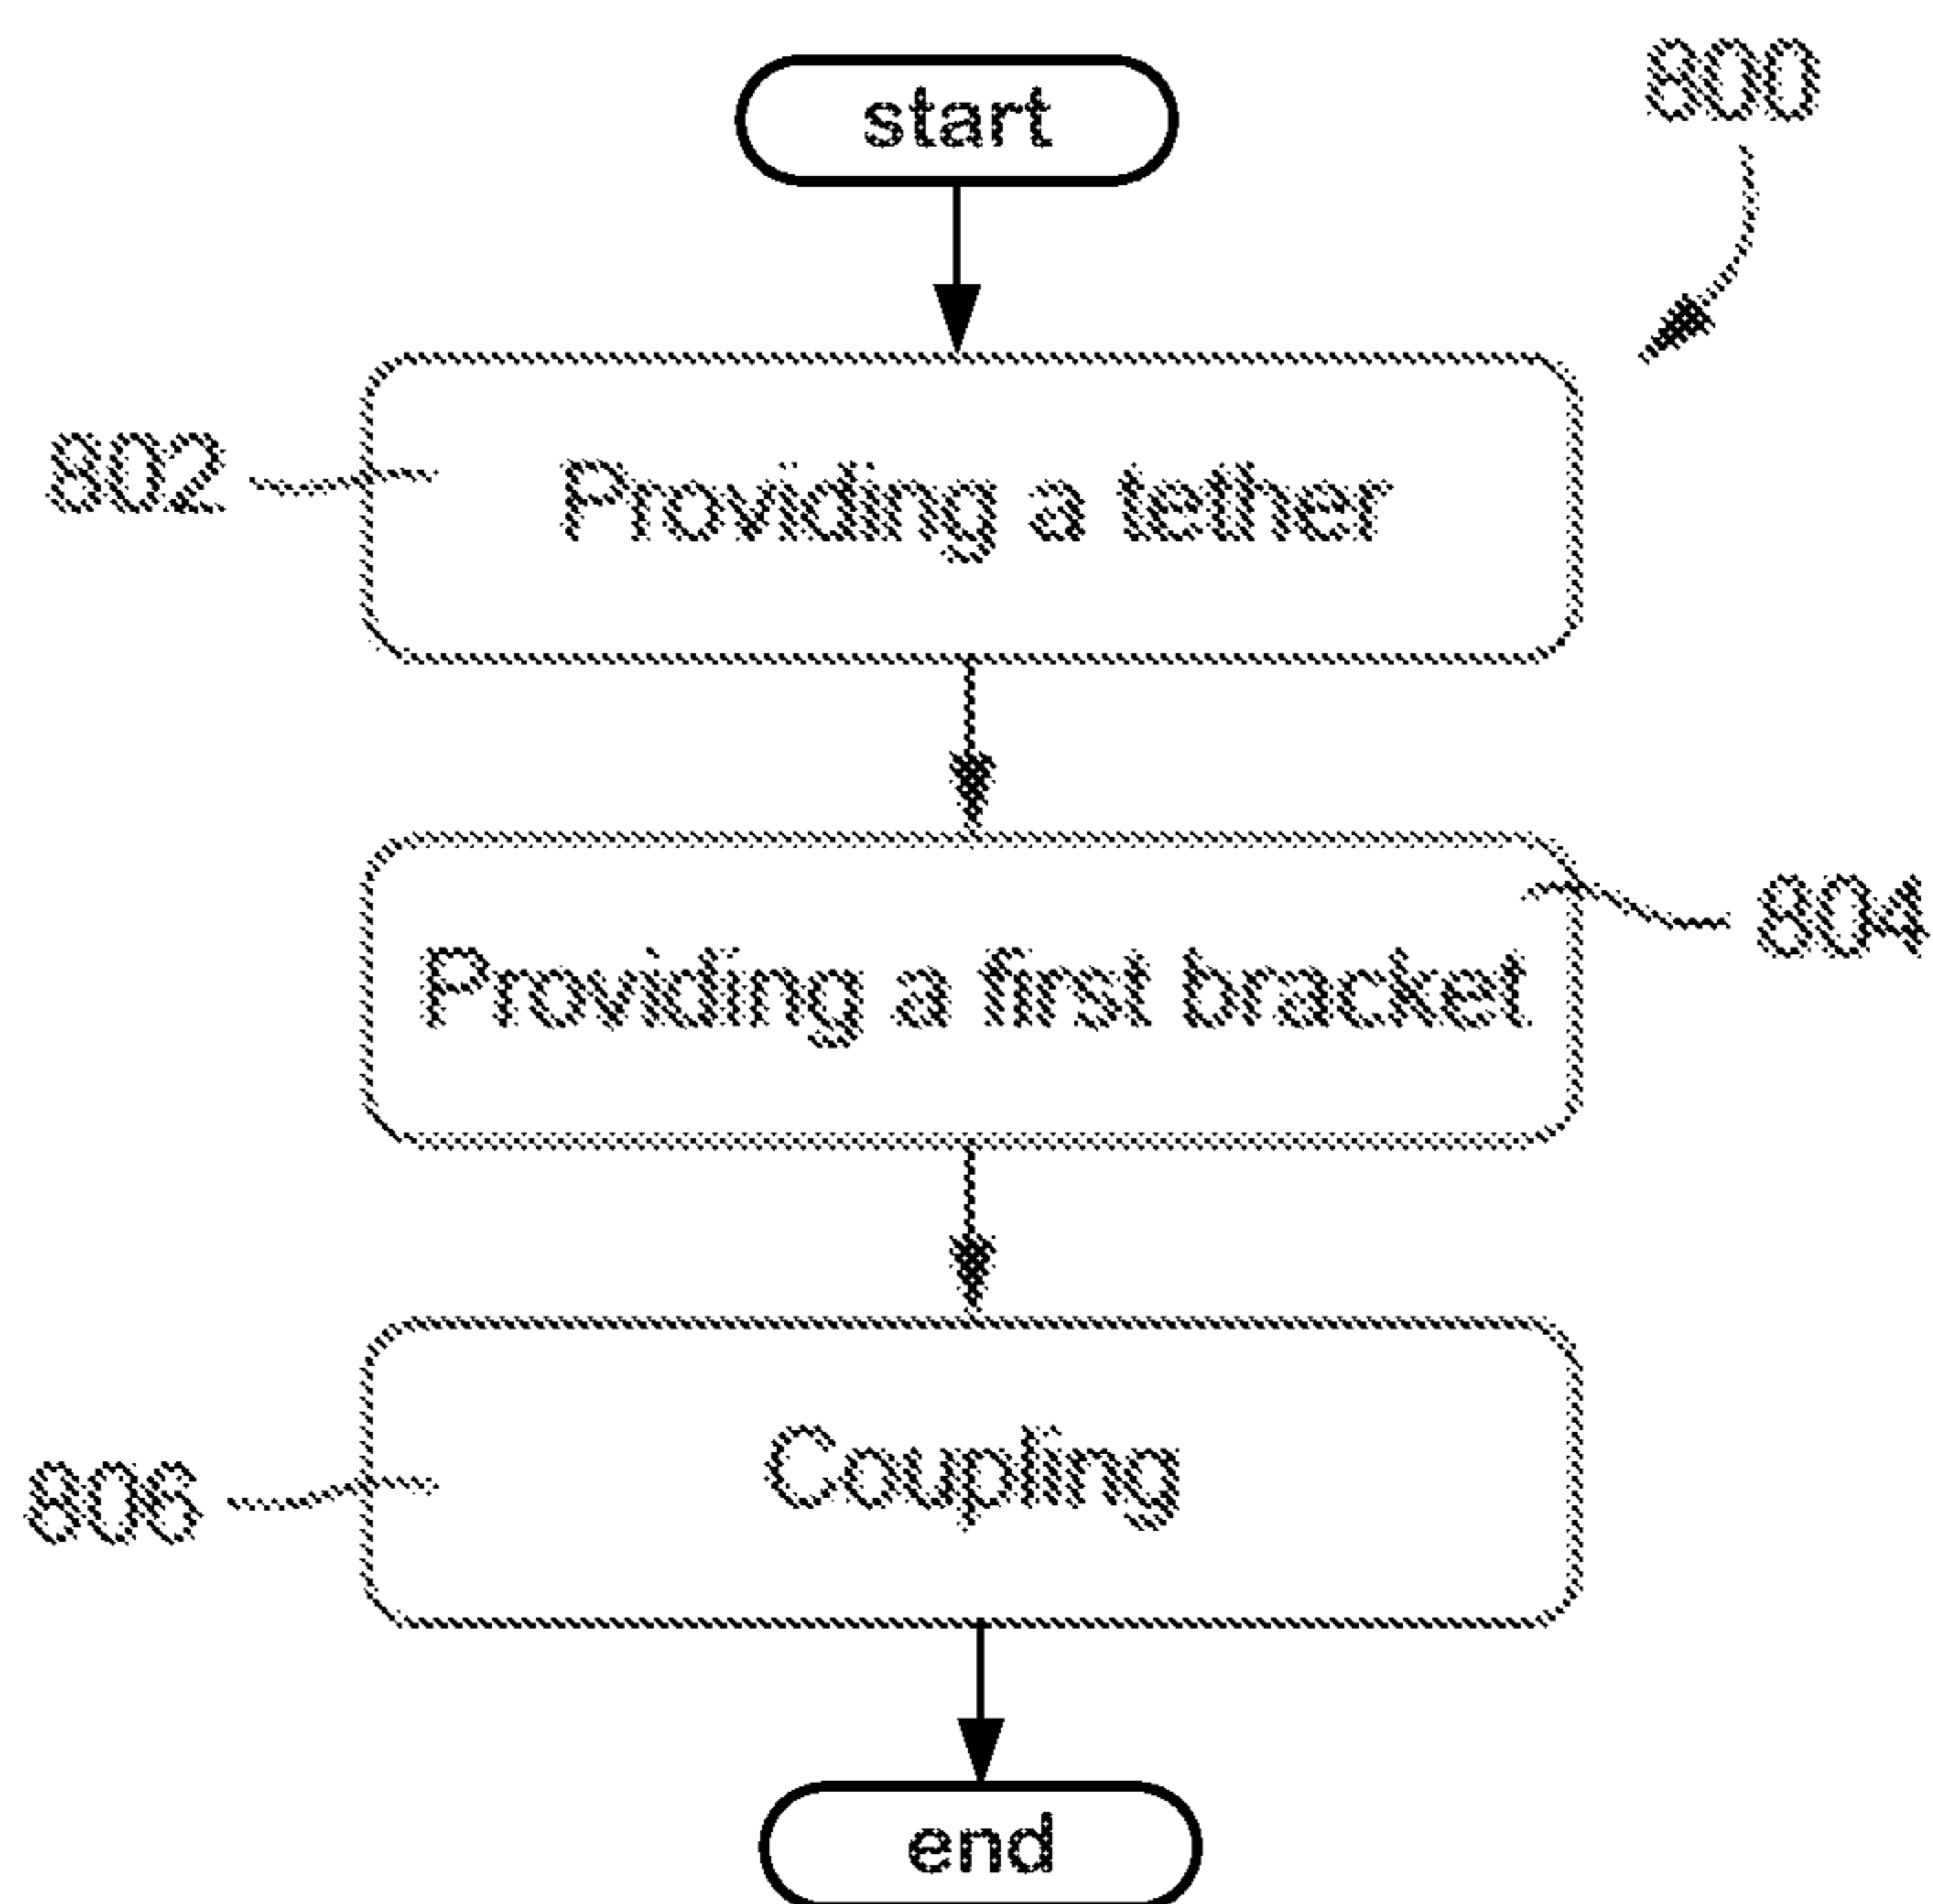 start
800
802
Providing a tether
804
Providing a first bracket
806
Coupling
end